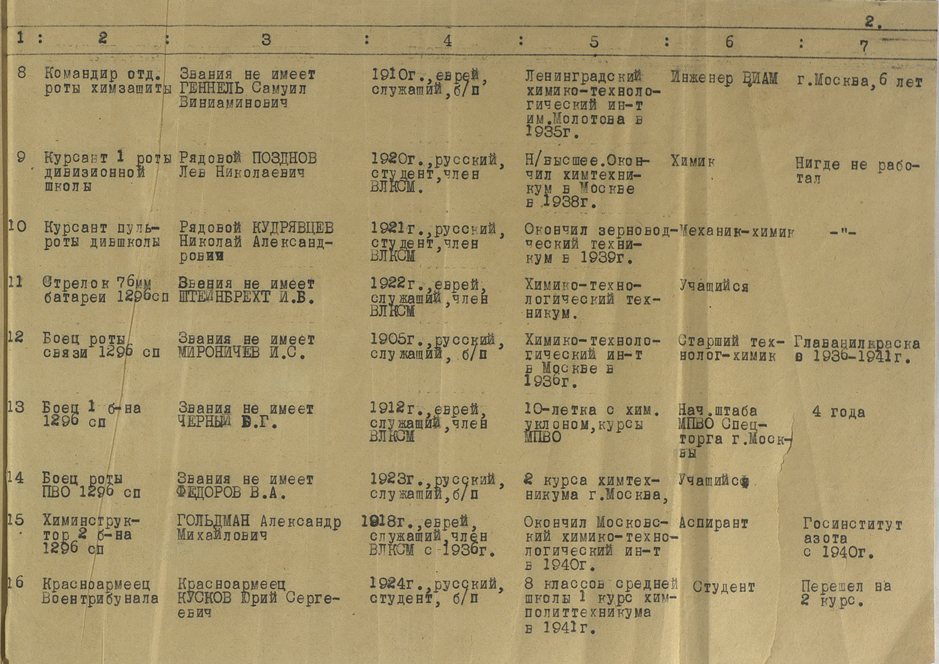 2.
1 : 2 : 3 : 4 : 5 : 6 : 7
8 Командир отд. Звания не имеет 1910г.,еврей, Ленинградский Инженер ВИАМ г.Москва,6 лет
роты химзащиты ГЕННЕЛЬ Самуил служащий,б/п химико-техноло-
Виниаминович гический ин-т
им.Молотова в
1935г.
9 Курсант 1 роты Рядовой ПОЗДНОВ 1920г.,русский, Н/высшее.Окон- Химик Нигде не рабо-
дивизионной Лев Николаевич студент,член чил химтехни- тал
школы ВЛКСМ. кум в Москве
в 1938г.
10 Курсант пуль- Рядовой КУДРЯВЦЕВ 1921г.,русский, Окончил зерновод- Механик-химик -"-
роты дившколы Николай Александ- студент,член ческий техни-
рович ВЛКСМ кум в 1939г.
11 Стрелок 76мм Звания не имеет 1922г.,еврей, Химико-техно- Учащийся
батареи 1296сп ШТЕЙНБРЕХТ И.Б. служащий,член логический тех-
ВЛКСМ никум.
12 Боец роты Звания не имеет 1905г.,русский, Химико-техноло- Старший тех- Главанилкраска
связи 1296 сп МИРОНИЧЕВ И.С. служащий, б/п гический ин-т нолог-химик в 1936-1941г.
в Москве в
1936г.
13 Боец 1 б-на Звания не имеет 1912г.,еврей, 10-летка с хим. Нач.штаба 4 года
1296 сп ЧЕРНЫЙ В.Г. служащий,член уклоном,курсы МПВО Спец-
ВЛКСМ МПВО торга г.Моск-
вы
14 Боец роты Звания не имеет 1923г.,русский, 2 курса химтех- Учащийся
ПВО 1296 сп ФЕДОРОВ В.А. служащий,б/п никума г.Москва,
15 Химинструк- ГОЛЬДМАН Александр 1918г.,еврей, Окончил Московс- Аспирант Госинститут
тор 2 б-на Михайлович служащий,член кий химико-техно- азота
1296 сп ВЛКСМ с 1936г. логический ин-т с 1940г.
в 1940г.
16 Красноармеец Красноармеец 1924г.,русский, 8 классов средней Студент Перешел на
Воентрибунала КУСКОВ Юрий Серге- студент, б/п школы 1 курс хим- 2 курс.
евич политтехникума
в 1941г.